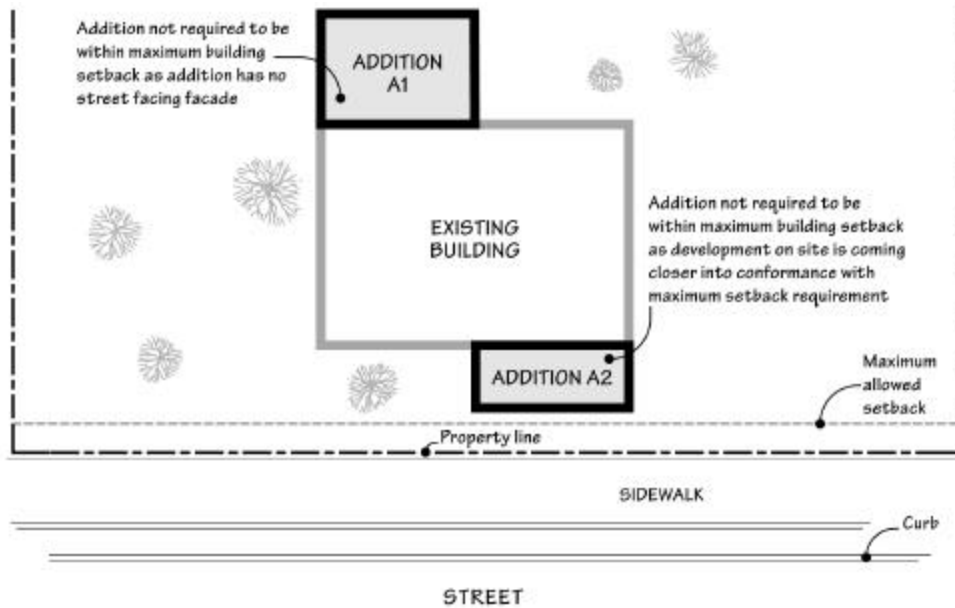 Addition not required to be
within maximum building
setback as addition has no
street facing facade
ADDITION
A1
EXISTING
BUILDING
Addition not required to be
within maximum building setback
as development on site is coming
closer into conformance with
maximum setback requirement
ADDITION A2
Maximum
allowed
setback
Property line
SIDEWALK
Curb
STREET